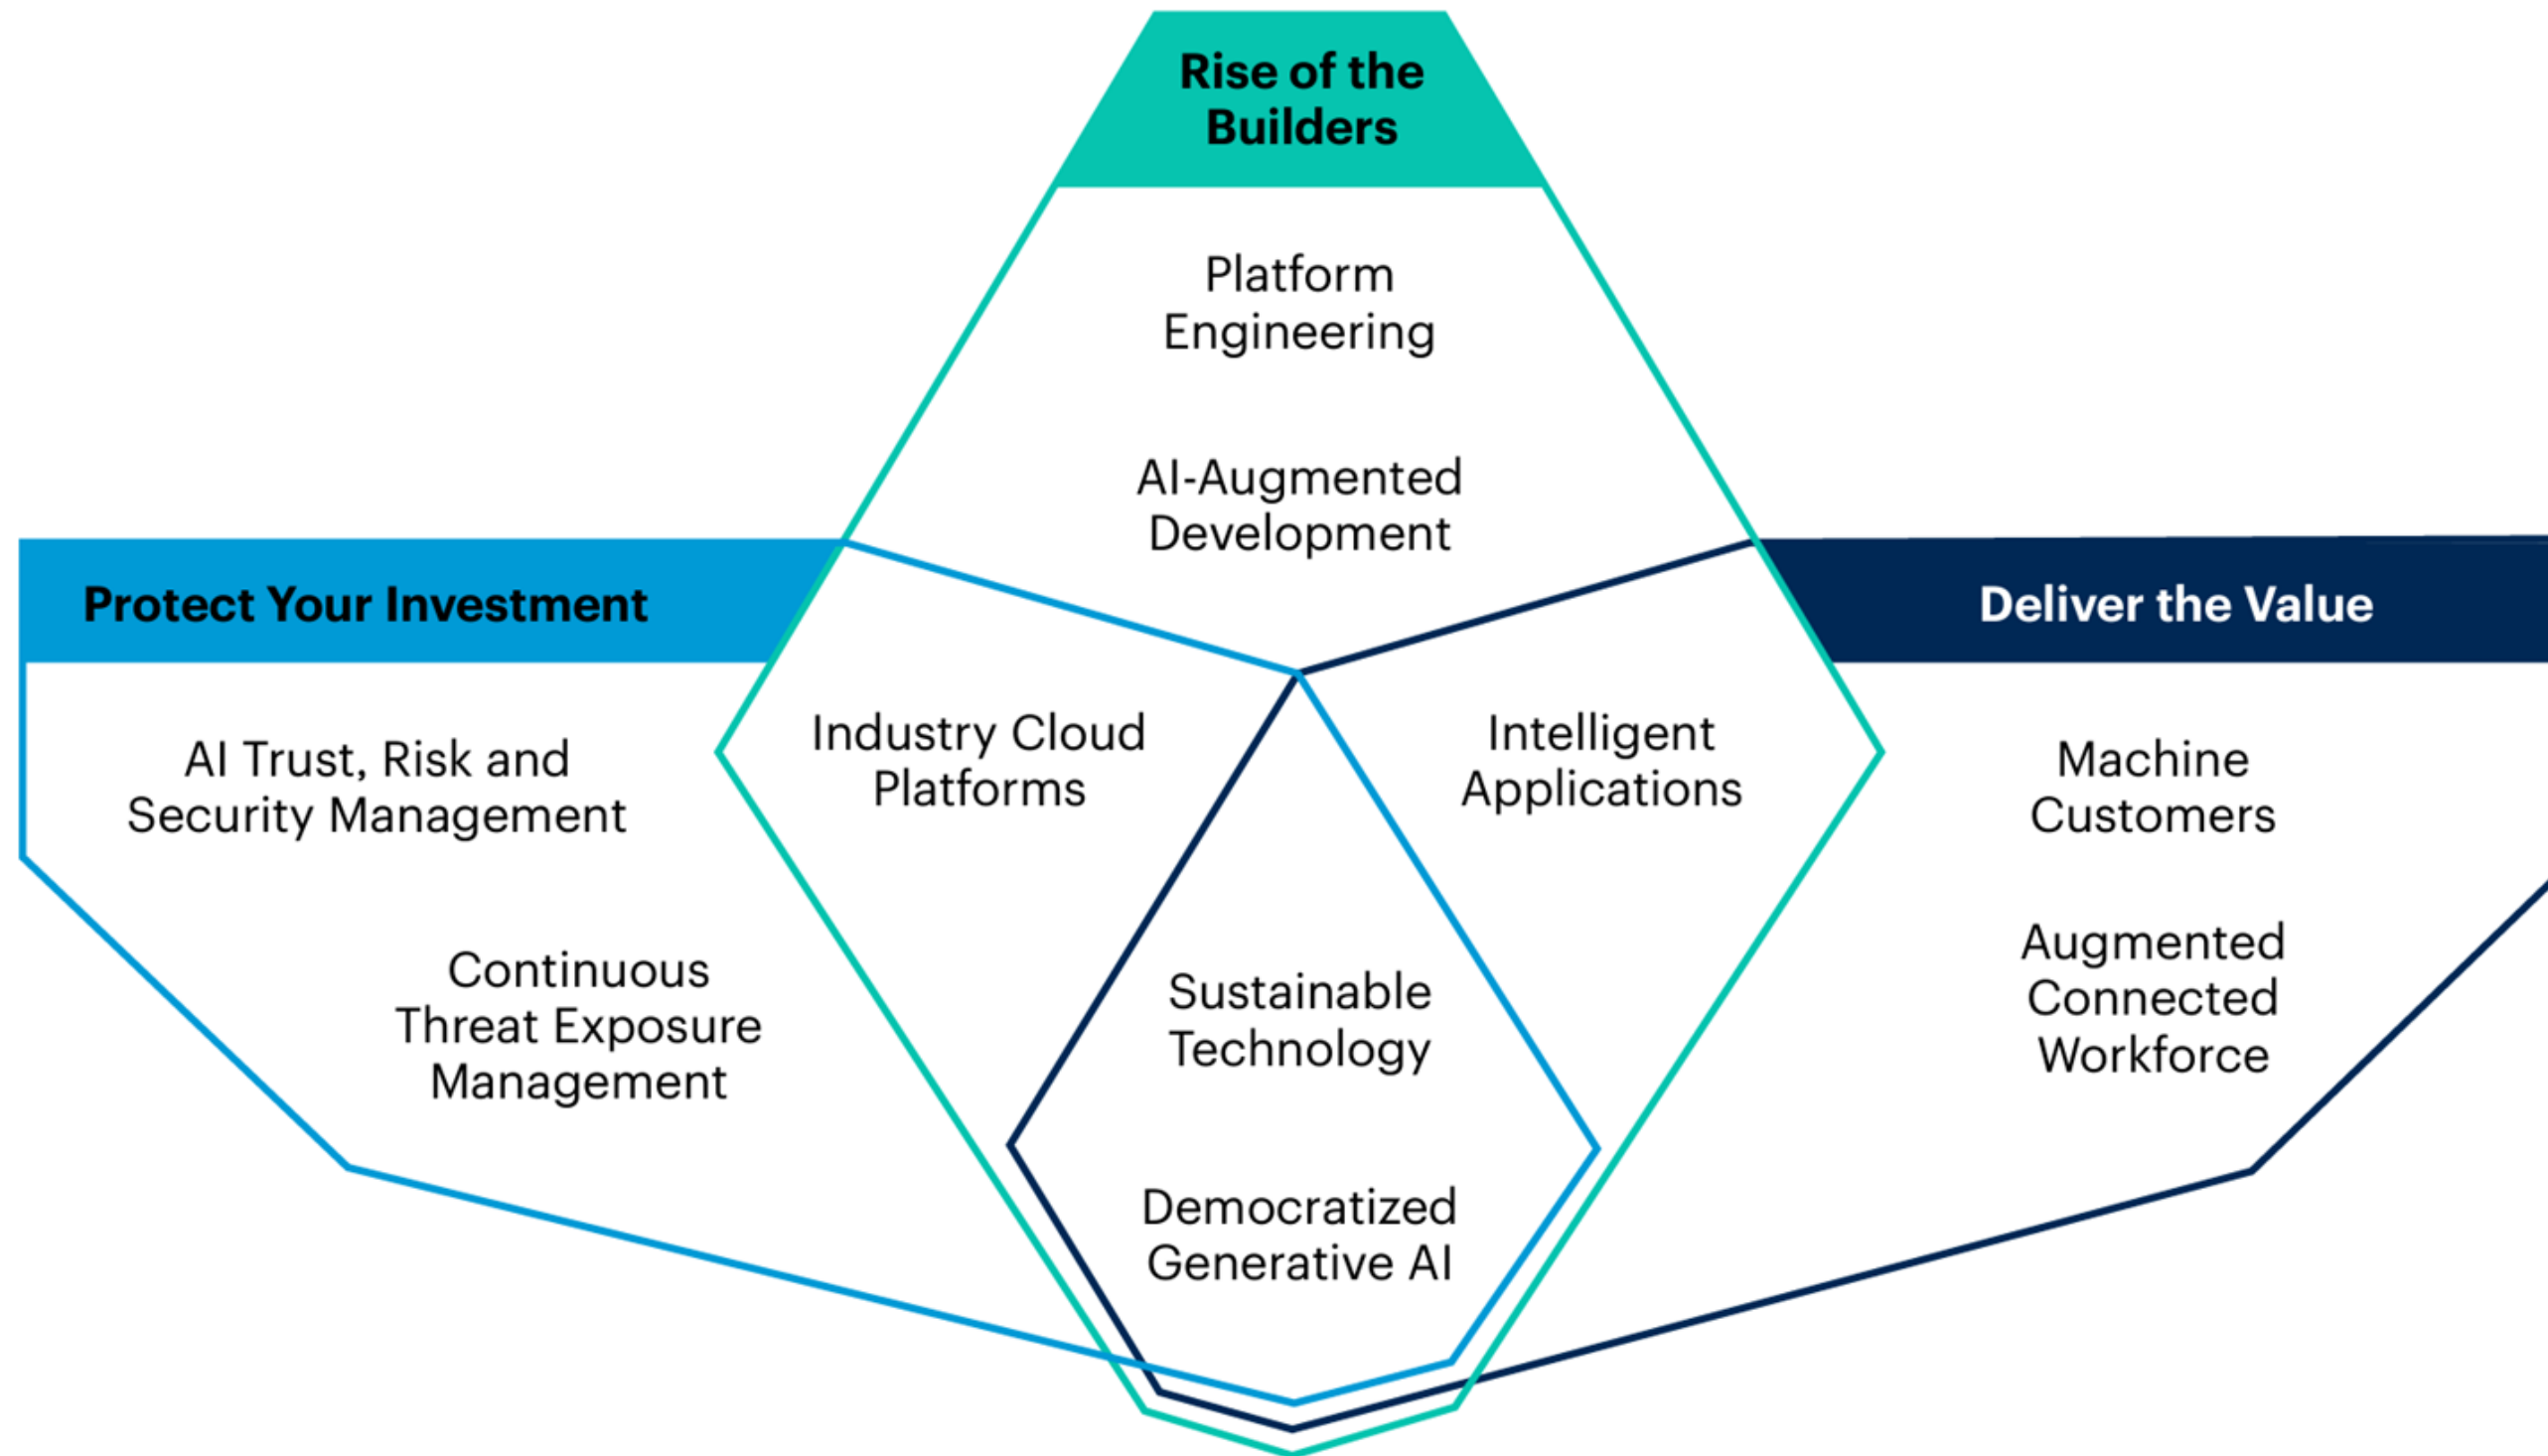 Rise of the
Builders
Platform
Engineering
AI-Augmented
Development
Protect Your Investment
Deliver the Value
AI Trust, Risk and
Security Management
Industry Cloud
Platforms
Intelligent
Applications
Machine
Customers
Continuous
Threat Exposure
Management
Sustainable
Technology
Augmented
Connected
Workforce
Democratized
Generative AI